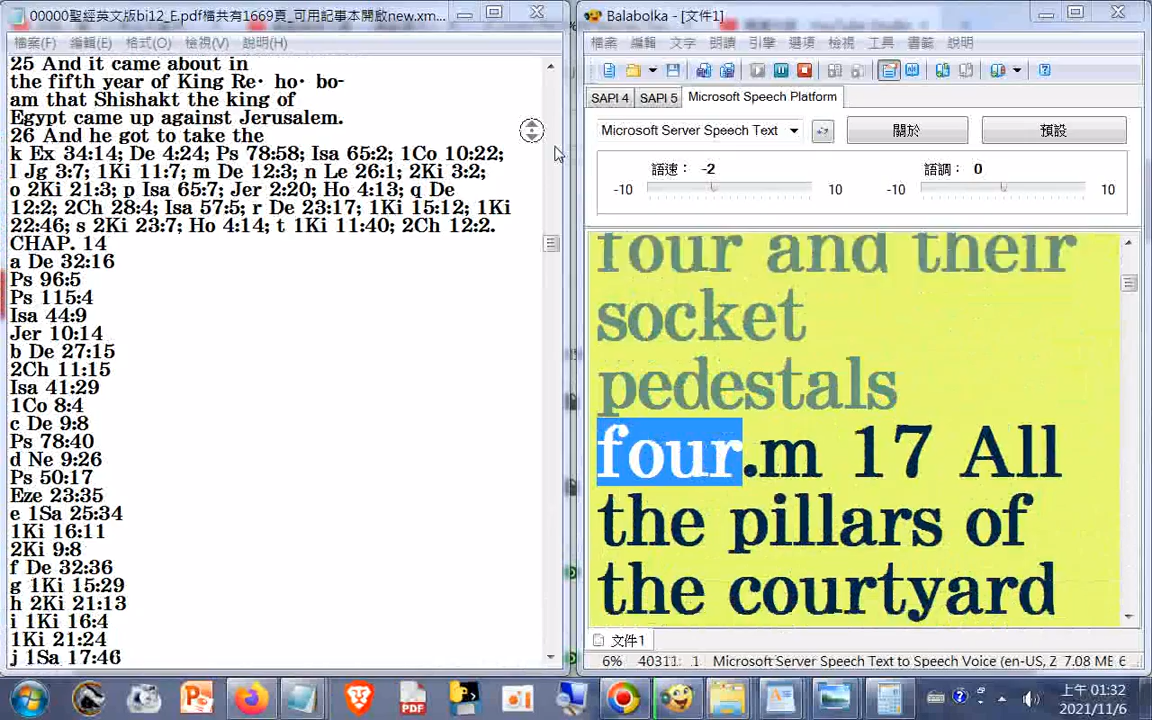 00000聖經英文版bi12_E.pdf檔共有1669頁_可用記事本開啟new.xm...
檔案(F) 編輯(E) 格式(O) 檢視(V) 說明(H)
25 And it came about in
the fifth year of King Re· ho· bo-
am that Shishakt the king of
Egypt came up against Jerusalem.
26 And he got to take the
k Ex 34:14; De 4:24; Ps 78:58; Isa 65:2; 1Co 10:22;
l Jg 3:7; 1Ki 11:7; m De 12:3; n Le 26:1; 2Ki 3:2;
o 2Ki 21:3; p Isa 65:7; Jer 2:20; Ho 4:13; q De
12:2; 2Ch 28:4; Isa 57:5; r De 23:17; 1Ki 15:12; 1Ki
22:46; s 2Ki 23:7; Ho 4:14; t 1Ki 11:40; 2Ch 12:2.
CHAP. 14
a De 32:16
Ps 96:5
Ps 115:4
Isa 44:9
Jer 10:14
b De 27:15
2Ch 11:15
Isa 41:29
1Co 8:4
c De 9:8
Ps 78:40
d Ne 9:26
Ps 50:17
Eze 23:35
e 1Sa 25:34
1Ki 16:11
2Ki 9:8
f De 32:36
g 1Ki 15:29
h 2Ki 21:13
i 1Ki 16:4
1Ki 21:24
j 1Sa 17:46
Balabolka - [文件1]
檔案 編輯 文字 朗讀 引擎 選項 檢視 工具 書籤 說明
SAPI 4 SAPI 5 Microsoft Speech Platform
Microsoft Server Speech Text 關於 預設
語速： -2 語調： 0
-10 10 -10 10
four and their
socket
pedestals
four.m 17 All
the pillars of
the courtyard
文件1
6% 40311: 1 Microsoft Server Speech Text to Speech Voice (en-US, Z 7.08 MB 6
上午 01:32
2021/11/6